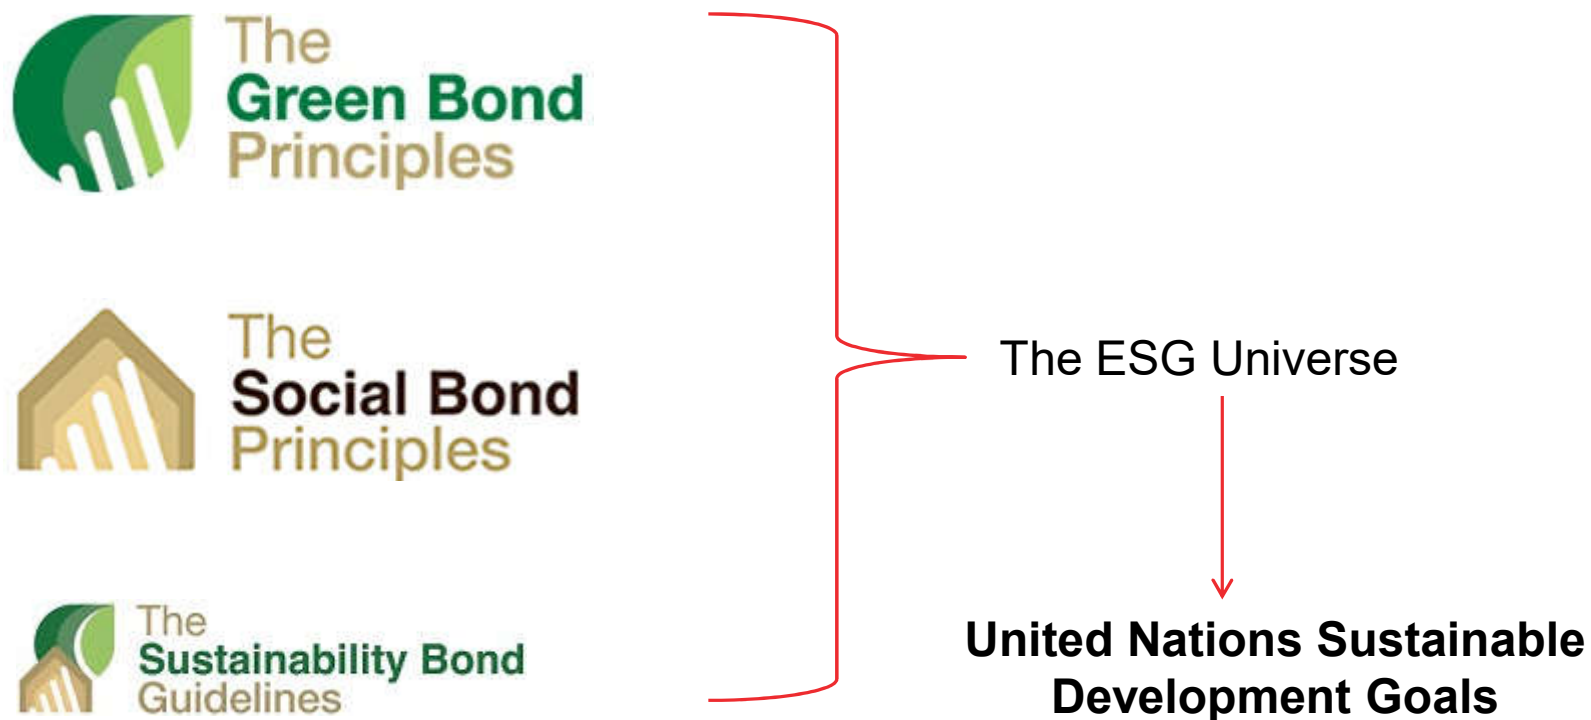 The
Green Bond
Principles
The
Social Bond
Principles
The
Sustainability Bond
Guidelines
The ESG Universe
United Nations Sustainable
Development Goals